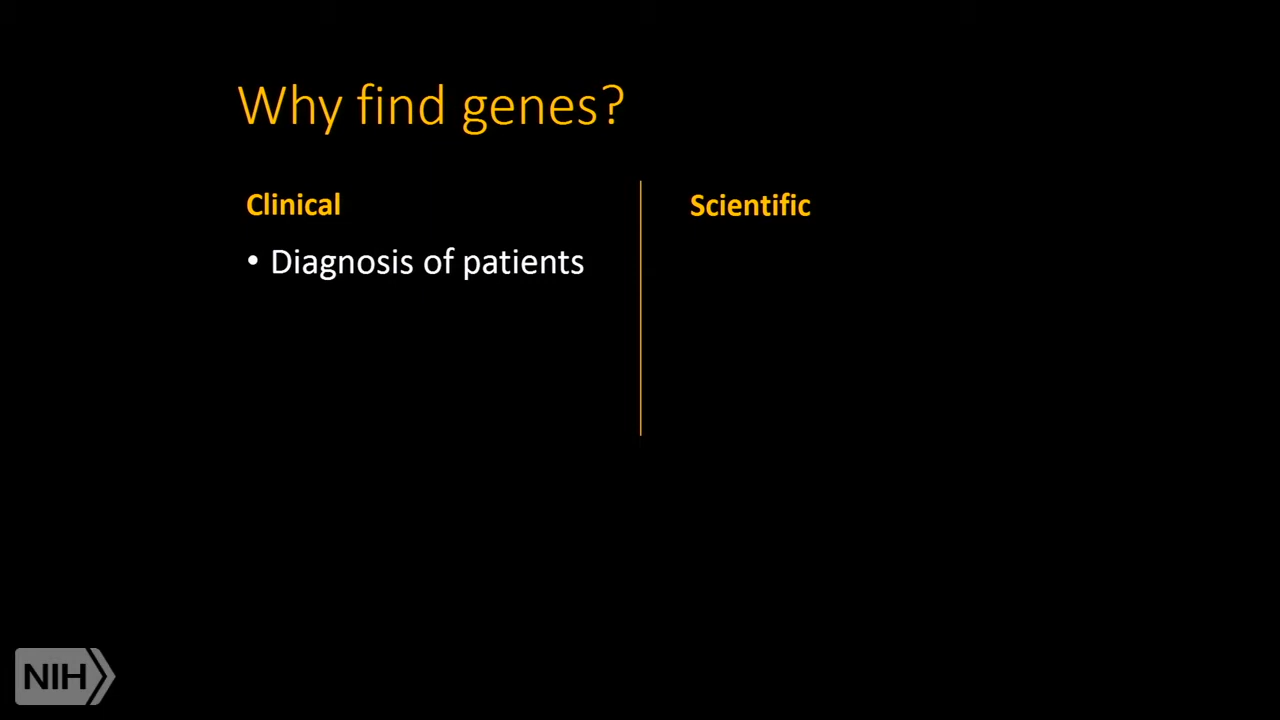 Why find genes?
Clinical
• Diagnosis of patients
Scientific
NIH